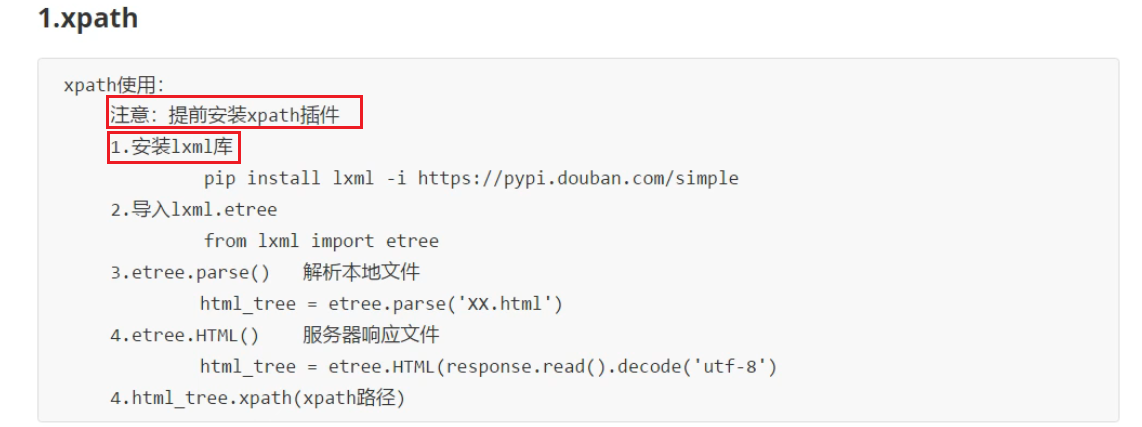 1.xpath
xpath使用：
注意：提前安装xpath插件
1.安装lxml库
pip install lxml -i https://pypi.douban.com/simple
2.导入lxml.etree
from lxml import etree
3.etree.parse() 解析本地文件
html_tree = etree.parse('XX.html')
4.etree.HTML() 服务器响应文件
html_tree = etree.HTML(response.read().decode('utf-8')
4.html_tree.xpath(xpath路径)